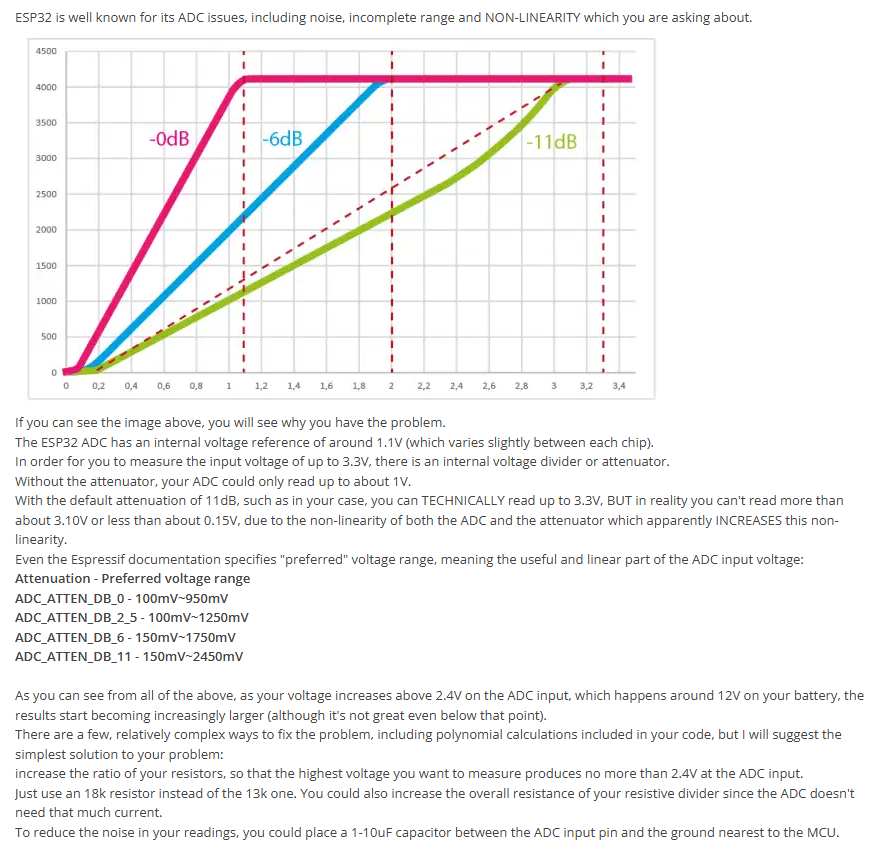 ESP32 is well known for its ADC issues, including noise, incomplete range and NON-LINEARITY which you are asking about.
4500
4000
3500
3000
2500
2000
1500
1000
500
0
-0dB
-6dB
-11dB
0 0,2 0,4 0,6 0,8 1 1,2 1,4 1,6 1,8 2 2,2 2,4 2,6 2,8 3 3,2 3,4
If you can see the image above, you will see why you have the problem.
The ESP32 ADC has an internal voltage reference of around 1.1V (which varies slightly between each chip).
In order for you to measure the input voltage of up to 3.3V, there is an internal voltage divider or attenuator.
Without the attenuator, your ADC could only read up to about 1V.
With the default attenuation of 11dB, such as in your case, you can TECHNICALLY read up to 3.3V, BUT in reality you can't read more than
about 3.10V or less than about 0.15V, due to the non-linearity of both the ADC and the attenuator which apparently INCREASES this non-
linearity.
Even the Espressif documentation specifies "preferred" voltage range, meaning the useful and linear part of the ADC input voltage:
Attenuation - Preferred voltage range
ADC_ATTEN_DB_0 - 100mV~950mV
ADC_ATTEN_DB_2_5 - 100mV~1250mV
ADC_ATTEN_DB_6 - 150mV~1750mV
ADC_ATTEN_DB_11 - 150mV~2450mV
As you can see from all of the above, as your voltage increases above 2.4V on the ADC input, which happens around 12V on your battery, the
results start becoming increasingly larger (although it's not great even below that point).
There are a few, relatively complex ways to fix the problem, including polynomial calculations included in your code, but I will suggest the
simplest solution to your problem:
increase the ratio of your resistors, so that the highest voltage you want to measure produces no more than 2.4V at the ADC input.
Just use an 18k resistor instead of the 13k one. You could also increase the overall resistance of your resistive divider since the ADC doesn't
need that much current.
To reduce the noise in your readings, you could place a 1-10uF capacitor between the ADC input pin and the ground nearest to the MCU.